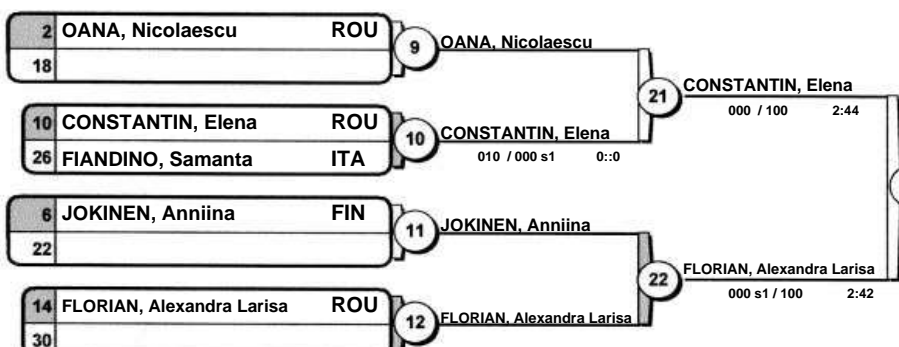 2 OANA, Nicolaescu ROU
18
9 OANA, Nicolaescu
10 CONSTANTIN, Elena ROU
26 FIANDINO, Samanta ITA
10 CONSTANTIN, Elena
010 / 000 s1 0::0
21 CONSTANTIN, Elena
000 / 100 2:44
6 JOKINEN, Anniina FIN
22
11 JOKINEN, Anniina
14 FLORIAN, Alexandra Larisa ROU
30
12 FLORIAN, Alexandra Larisa
22 FLORIAN, Alexandra Larisa
000 s1 / 100 2:42